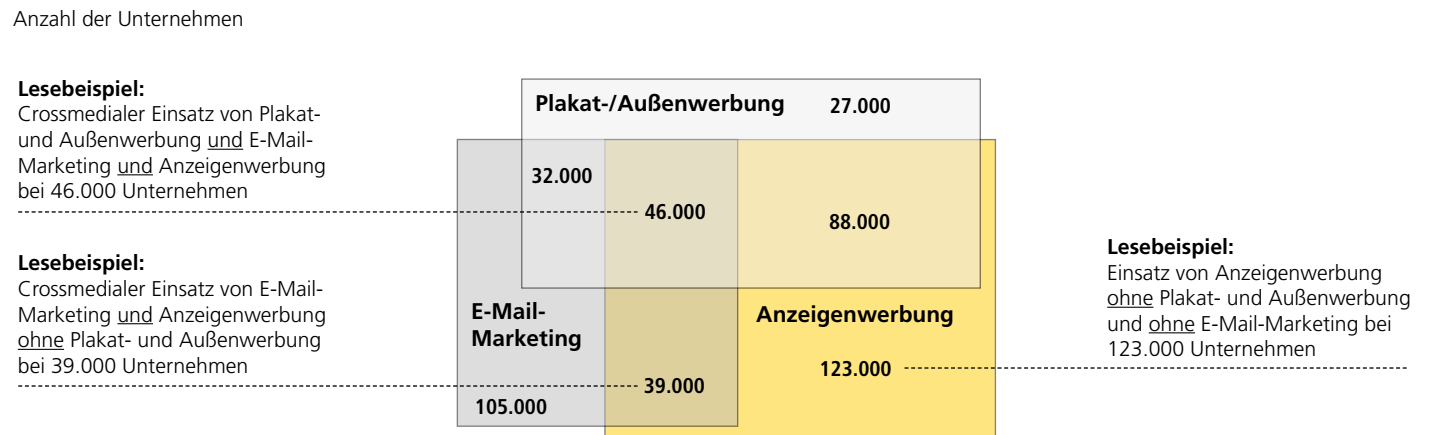 Anzahl der Unternehmen
Lesebeispiel:
Crossmedialer Einsatz von Plakat-
und Außenwerbung und E-Mail-
Marketing und Anzeigenwerbung
bei 46.000 Unternehmen
Lesebeispiel:
Crossmedialer Einsatz von E-Mail-
Marketing und Anzeigenwerbung
ohne Plakat- und Außenwerbung
bei 39.000 Unternehmen
Plakat-/Außenwerbung 27.000
32.000
46.000
88.000
E-Mail-
Marketing
Anzeigenwerbung
123.000
39.000
105.000
Lesebeispiel:
Einsatz von Anzeigenwerbung
ohne Plakat- und Außenwerbung
und ohne E-Mail-Marketing bei
123.000 Unternehmen